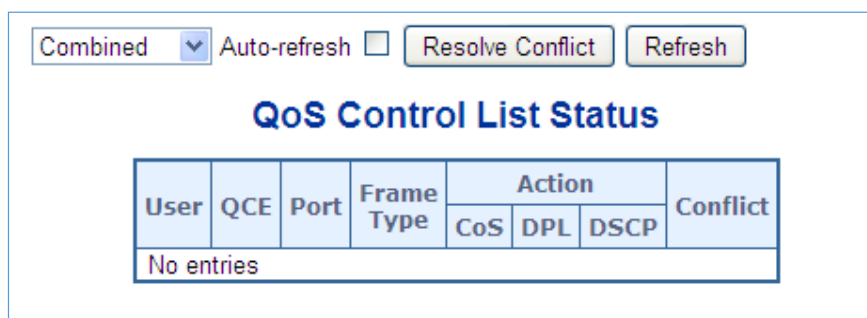 Combined Auto-refresh Resolve Conflict Refresh
QoS Control List Status
User QCE Port Frame Type Action Conflict
CoS DPL DSCP
No entries